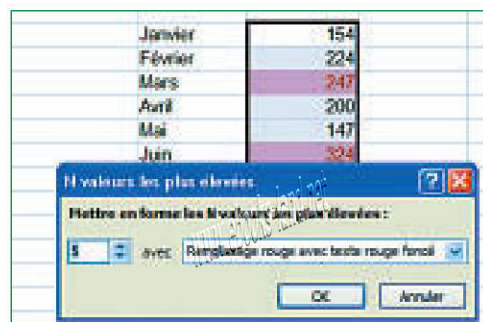 Janvier 154
Février 224
Mars 247
Avril 200
Mai 147
Juin 324
N valeurs les plus élevées
Mettre en forme les N valeurs les plus élevées :
avec Remplissage rouge avec texte rouge foncé
OK Annuler